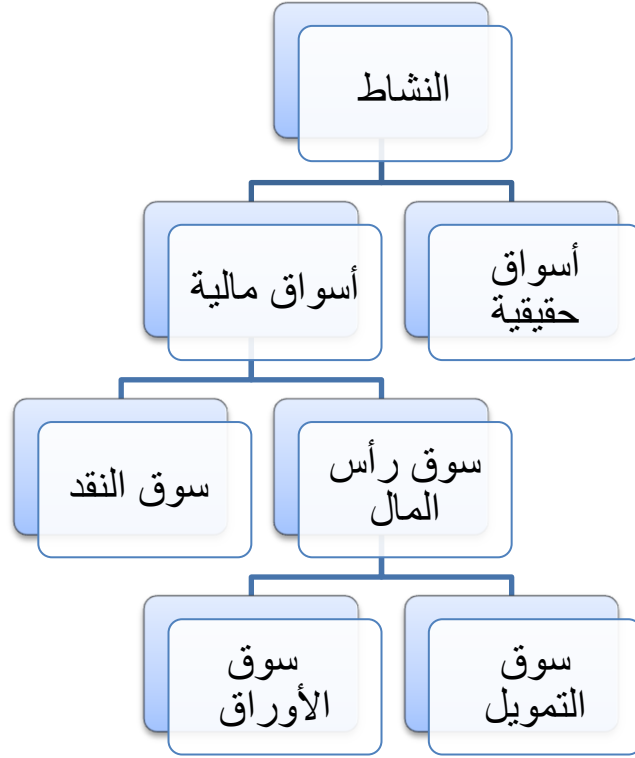 النشاط
أسواق
حقيقية
أسواق مالية
سوق رأس
المال
سوق النقد
سوق
التمويل
سوق
الأوراق